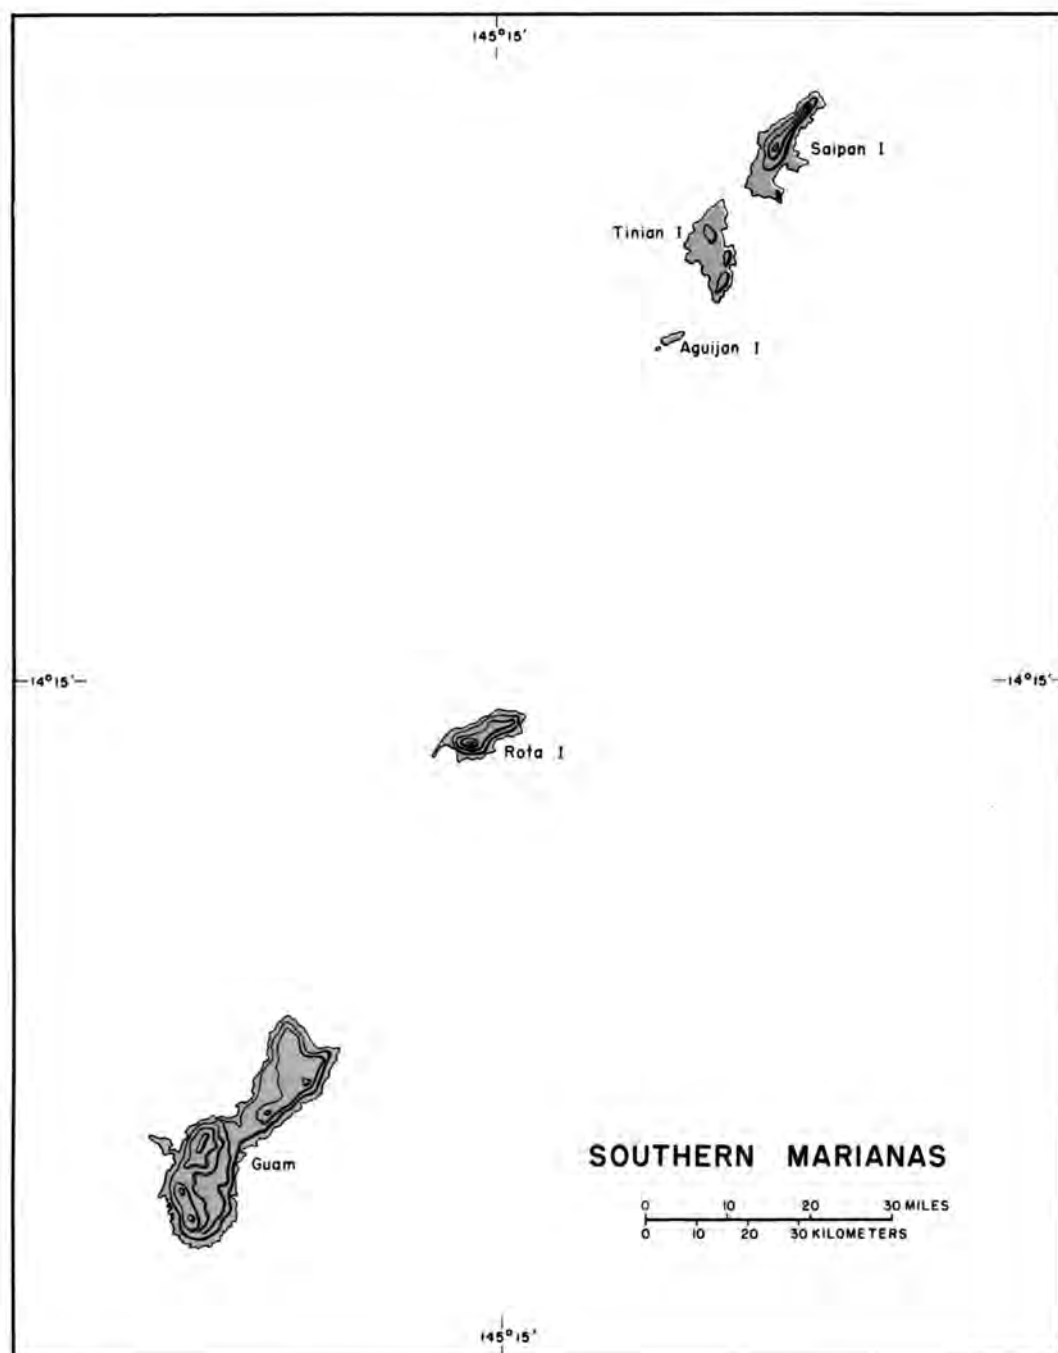 145°15'
Saipan I
Tinian I
Aguijan I
14°15'
14°15'
Rota I
Guam
SOUTHERN MARIANAS
0 10 20 30 MILES
0 10 20 30 KILOMETERS
145°15'